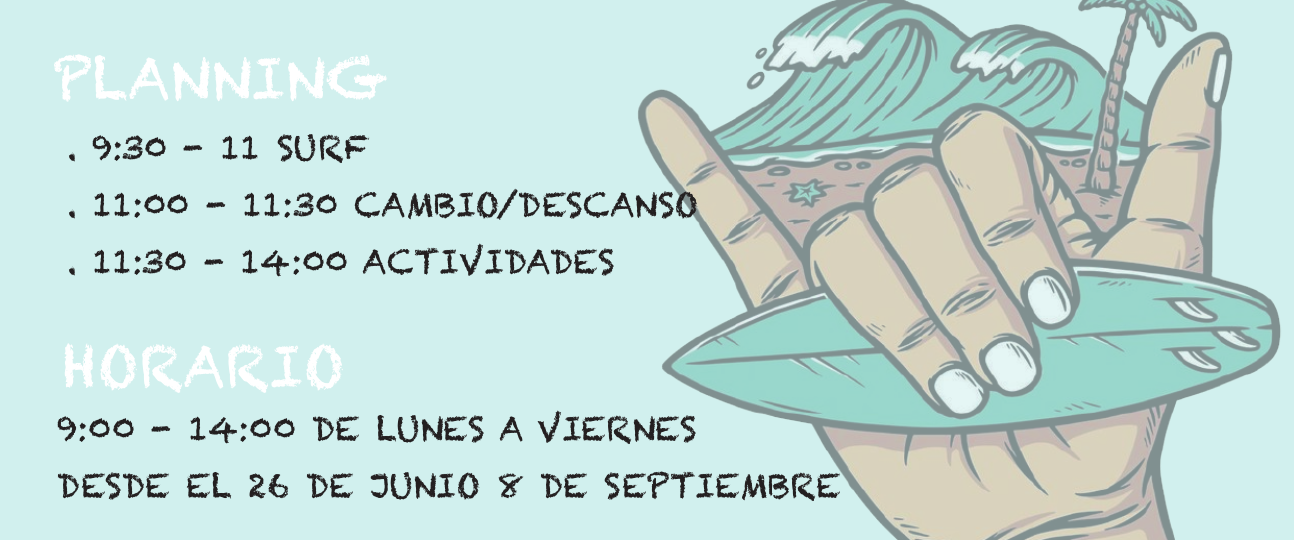 PLANNING
. 9:30 - 11 SURF
. 11:00 - 11:30 CAMBIO/DESCANSO
. 11:30 - 14:00 ACTIVIDADES
HORARIO
9:00 - 14:00 DE LUNES A VIERNES
DESDE EL 26 DE JUNIO 8 DE SEPTIEMBRE